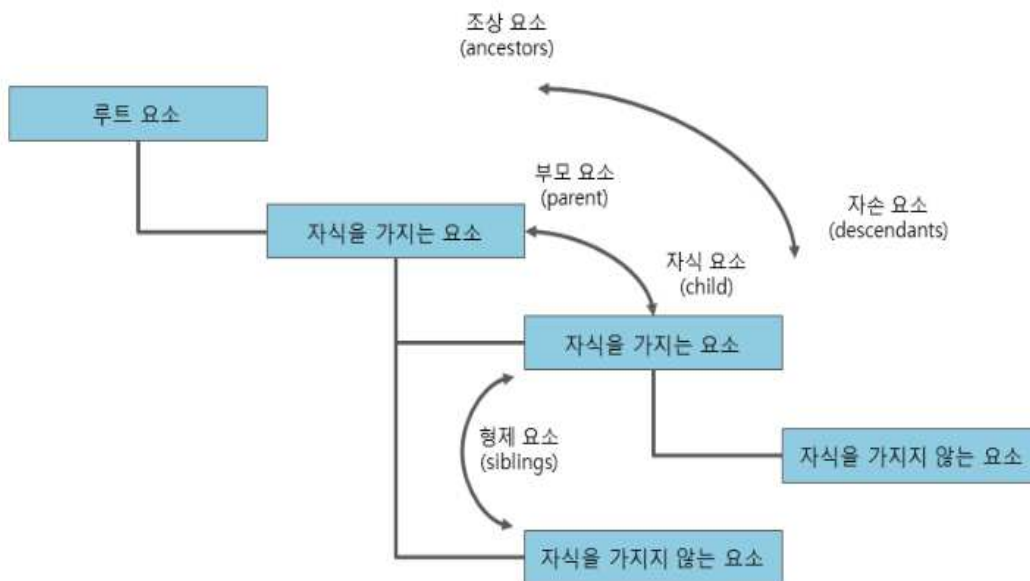 조상 요소
(ancestors)
루트 요소
부모 요소
(parent)
자손 요소
(descendants)
자식을 가지는 요소
자식 요소
(child)
자식을 가지는 요소
형제 요소
(siblings)
자식을 가지지 않는 요소
자식을 가지지 않는 요소